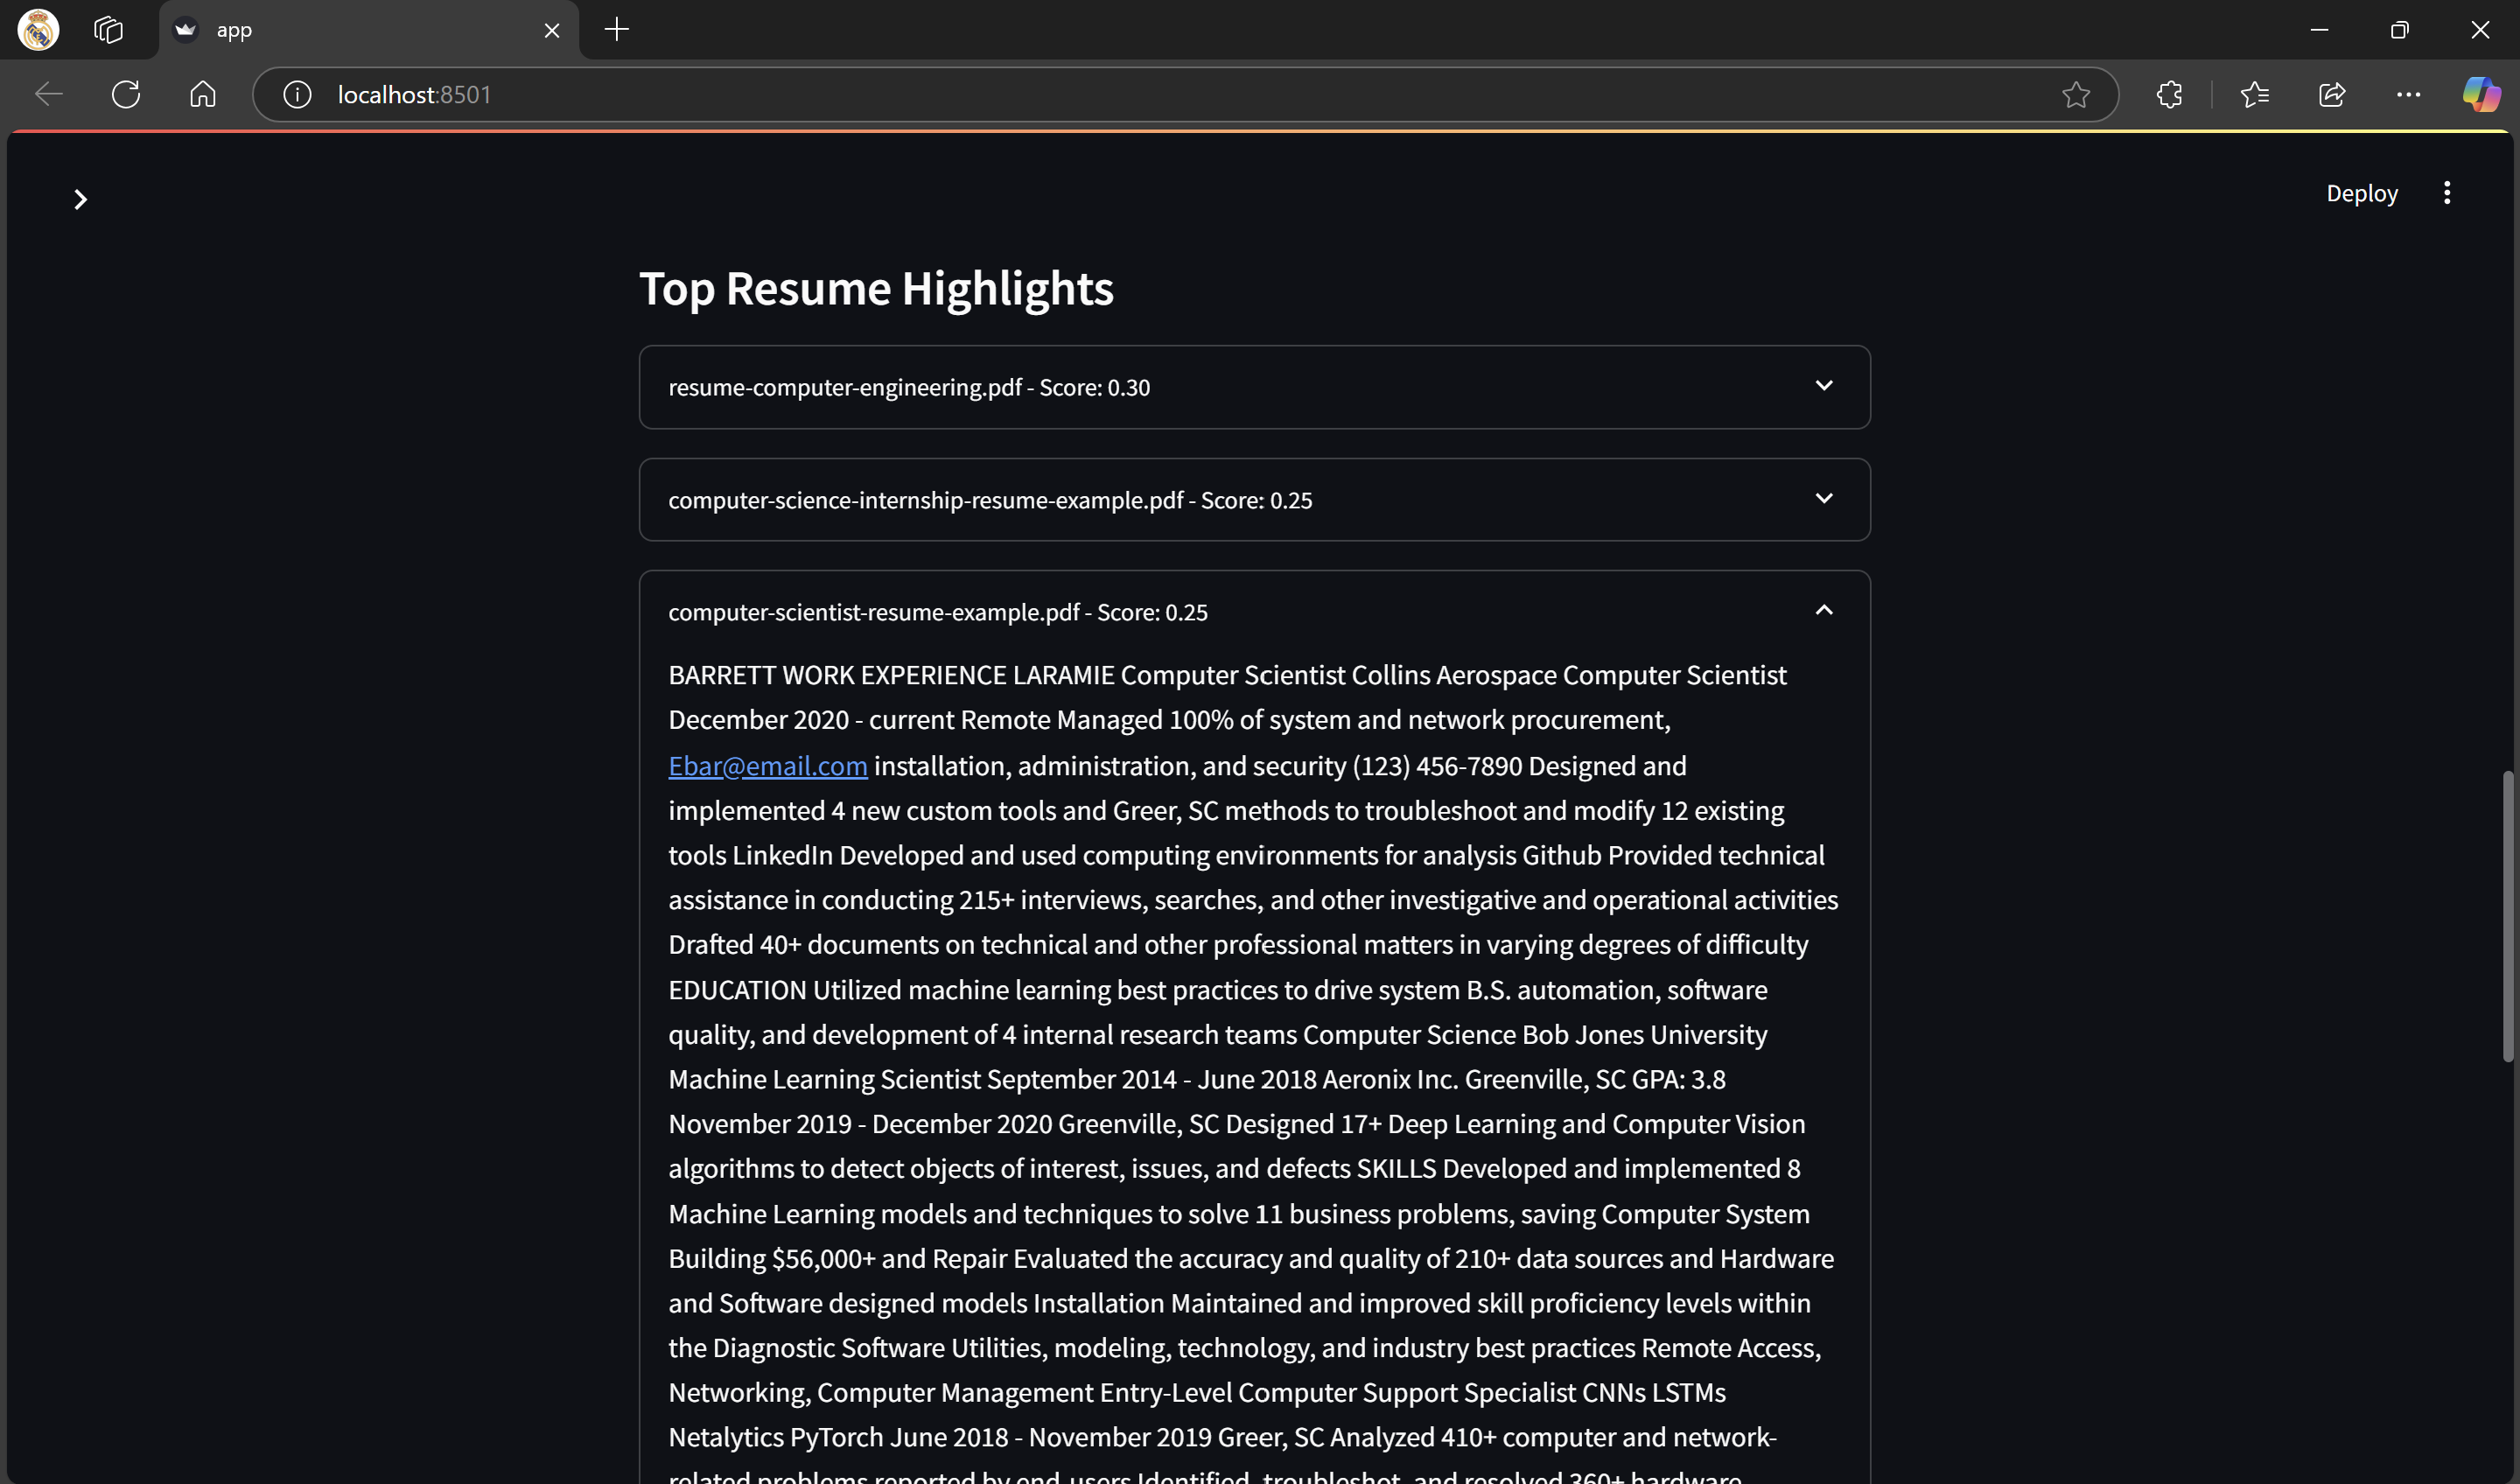 app
localhost:8501
Deploy
Top Resume Highlights
resume-computer-engineering.pdf - Score: 0.30
computer-science-internship-resume-example.pdf - Score: 0.25
computer-scientist-resume-example.pdf - Score: 0.25
BARRETT WORK EXPERIENCE LARAMIE Computer Scientist Collins Aerospace Computer Scientist
December 2020 - current Remote Managed 100% of system and network procurement,
Ebar@email.com installation, administration, and security (123) 456-7890 Designed and
implemented 4 new custom tools and Greer, SC methods to troubleshoot and modify 12 existing
tools LinkedIn Developed and used computing environments for analysis Github Provided technical
assistance in conducting 215+ interviews, searches, and other investigative and operational activities
Drafted 40+ documents on technical and other professional matters in varying degrees of difficulty
EDUCATION Utilized machine learning best practices to drive system B.S. automation, software
quality, and development of 4 internal research teams Computer Science Bob Jones University
Machine Learning Scientist September 2014 - June 2018 Aeronix Inc. Greenville, SC GPA: 3.8
November 2019 - December 2020 Greenville, SC Designed 17+ Deep Learning and Computer Vision
algorithms to detect objects of interest, issues, and defects SKILLS Developed and implemented 8
Machine Learning models and techniques to solve 11 business problems, saving Computer System
Building $56,000+ and Repair Evaluated the accuracy and quality of 210+ data sources and Hardware
and Software designed models Installation Maintained and improved skill proficiency levels within
the Diagnostic Software Utilities, modeling, technology, and industry best practices Remote Access,
Networking, Computer Management Entry-Level Computer Support Specialist CNNs LSTMs
Netalytics PyTorch June 2018 - November 2019 Greer, SC Analyzed 410+ computer and network-
related problems reported by end-users Identified, troubleshot, and resolved 360+ hardware